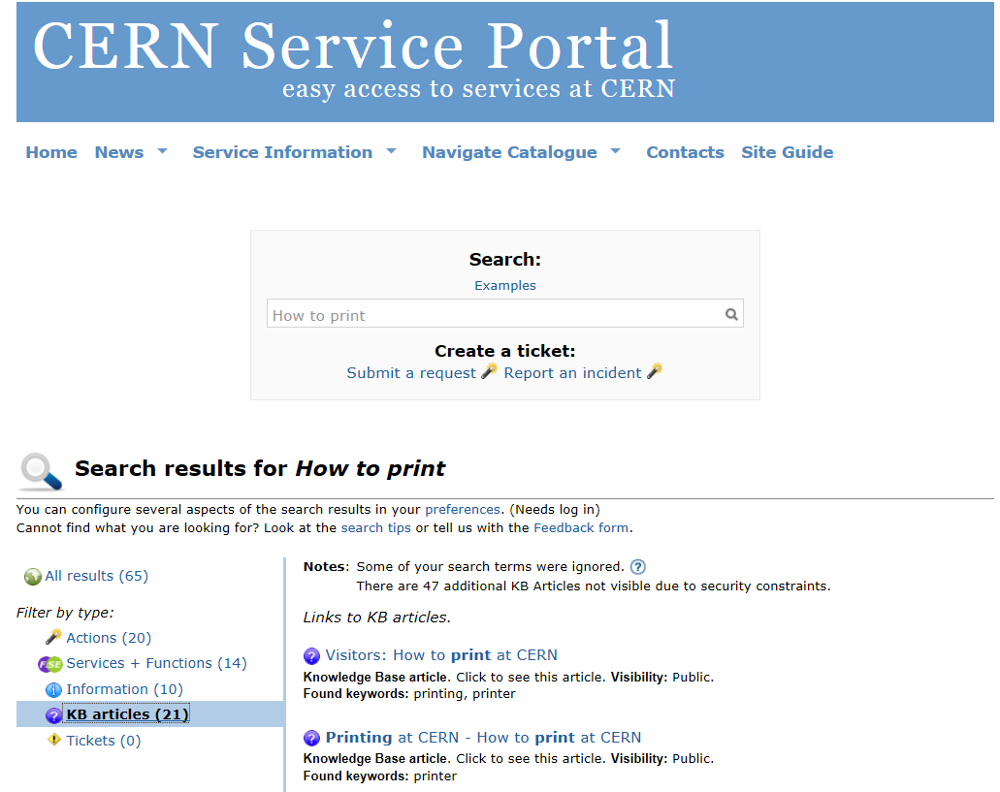 CERN Service Portal
easy access to services at CERN
Home News Service Information Navigate Catalogue Contacts Site Guide
Search:
Examples
How to print
Create a ticket:
Submit a request Report an incident
Search results for How to print
You can configure several aspects of the search results in your preferences. (Needs log in)
Cannot find what you are looking for? Look at the search tips or tell us with the Feedback form.
All results (65)
Filter by type:
Actions (20)
FSE Services + Functions (14)
Information (10)
KB articles (21)
Tickets (0)
Notes: Some of your search terms were ignored.
There are 47 additional KB Articles not visible due to security constraints.
Links to KB articles.
Visitors: How to print at CERN
Knowledge Base article. Click to see this article. Visibility: Public.
Found keywords: printing, printer
Printing at CERN - How to print at CERN
Knowledge Base article. Click to see this article. Visibility: Public.
Found keywords: printer